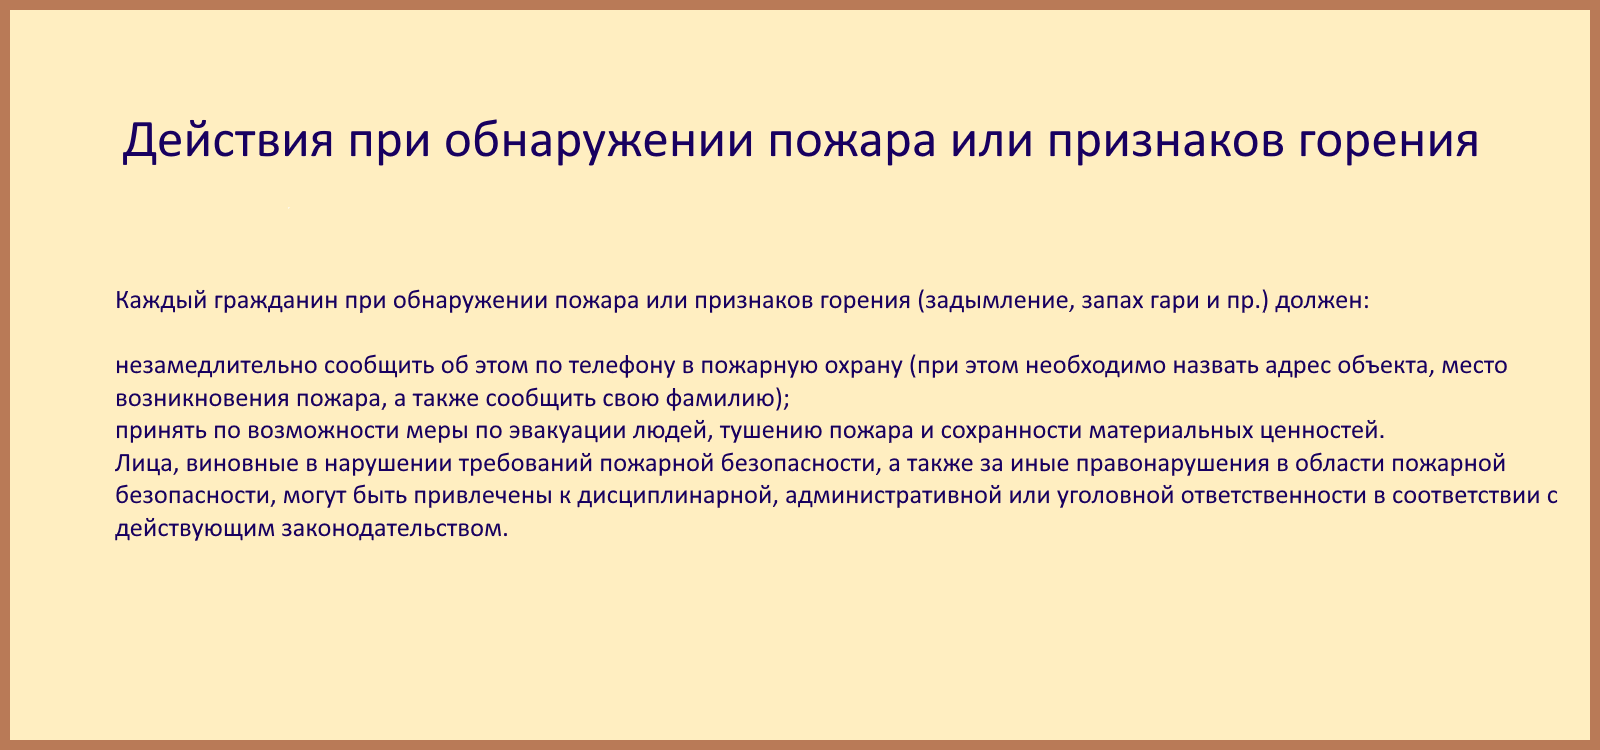 Действия при обнаружении пожара или признаков горения
Каждый гражданин при обнаружении пожара или признаков горения (задымление, запах гари и пр.) должен:
незамедлительно сообщить об этом по телефону в пожарную охрану (при этом необходимо назвать адрес объекта, место
возникновения пожара, а также сообщить свою фамилию);
принять по возможности меры по эвакуации людей, тушению пожара и сохранности материальных ценностей.
Лица, виновные в нарушении требований пожарной безопасности, а также за иные правонарушения в области пожарной
безопасности, могут быть привлечены к дисциплинарной, административной или уголовной ответственности в соответствии с
действующим законодательством.